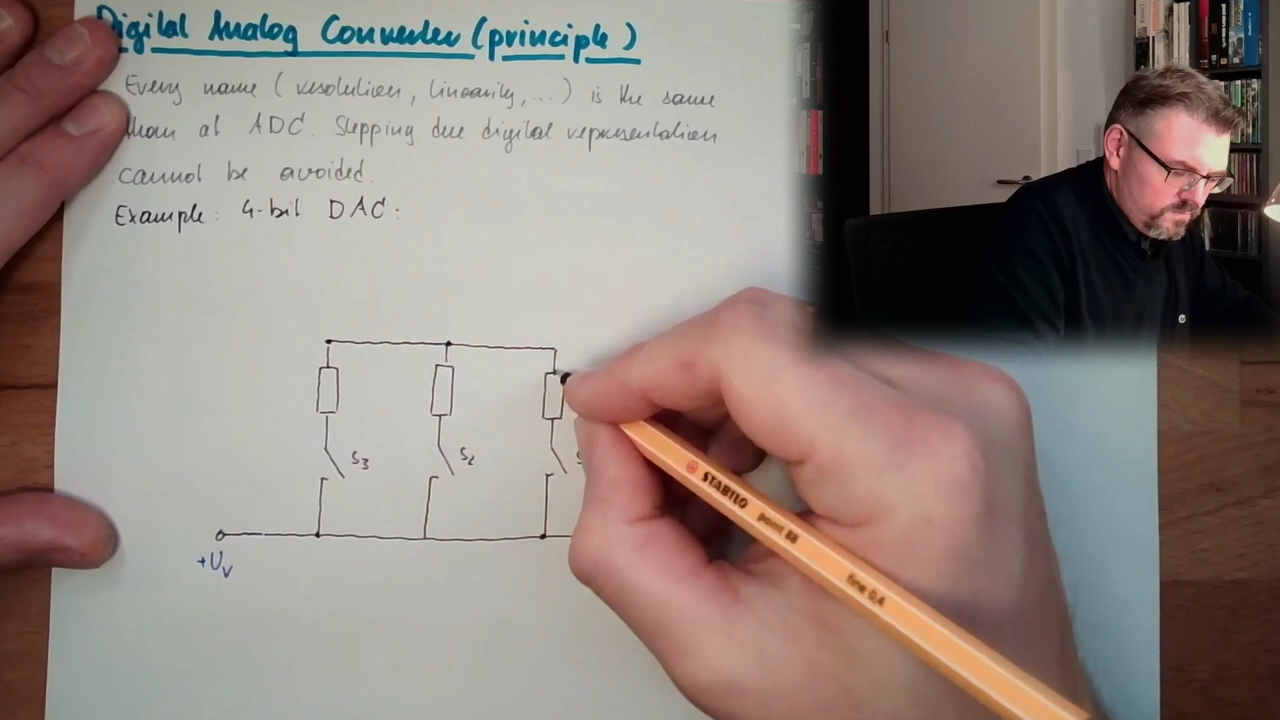 Digital Analog Converter (principle)
Every name (resolution, linearity, ...) is the same
than at ADC. Stepping due digital representation
cannot be avoided.
Example: 4-bit DAC:
S3 S2
+UV
STABILO point 88 fine 0,4